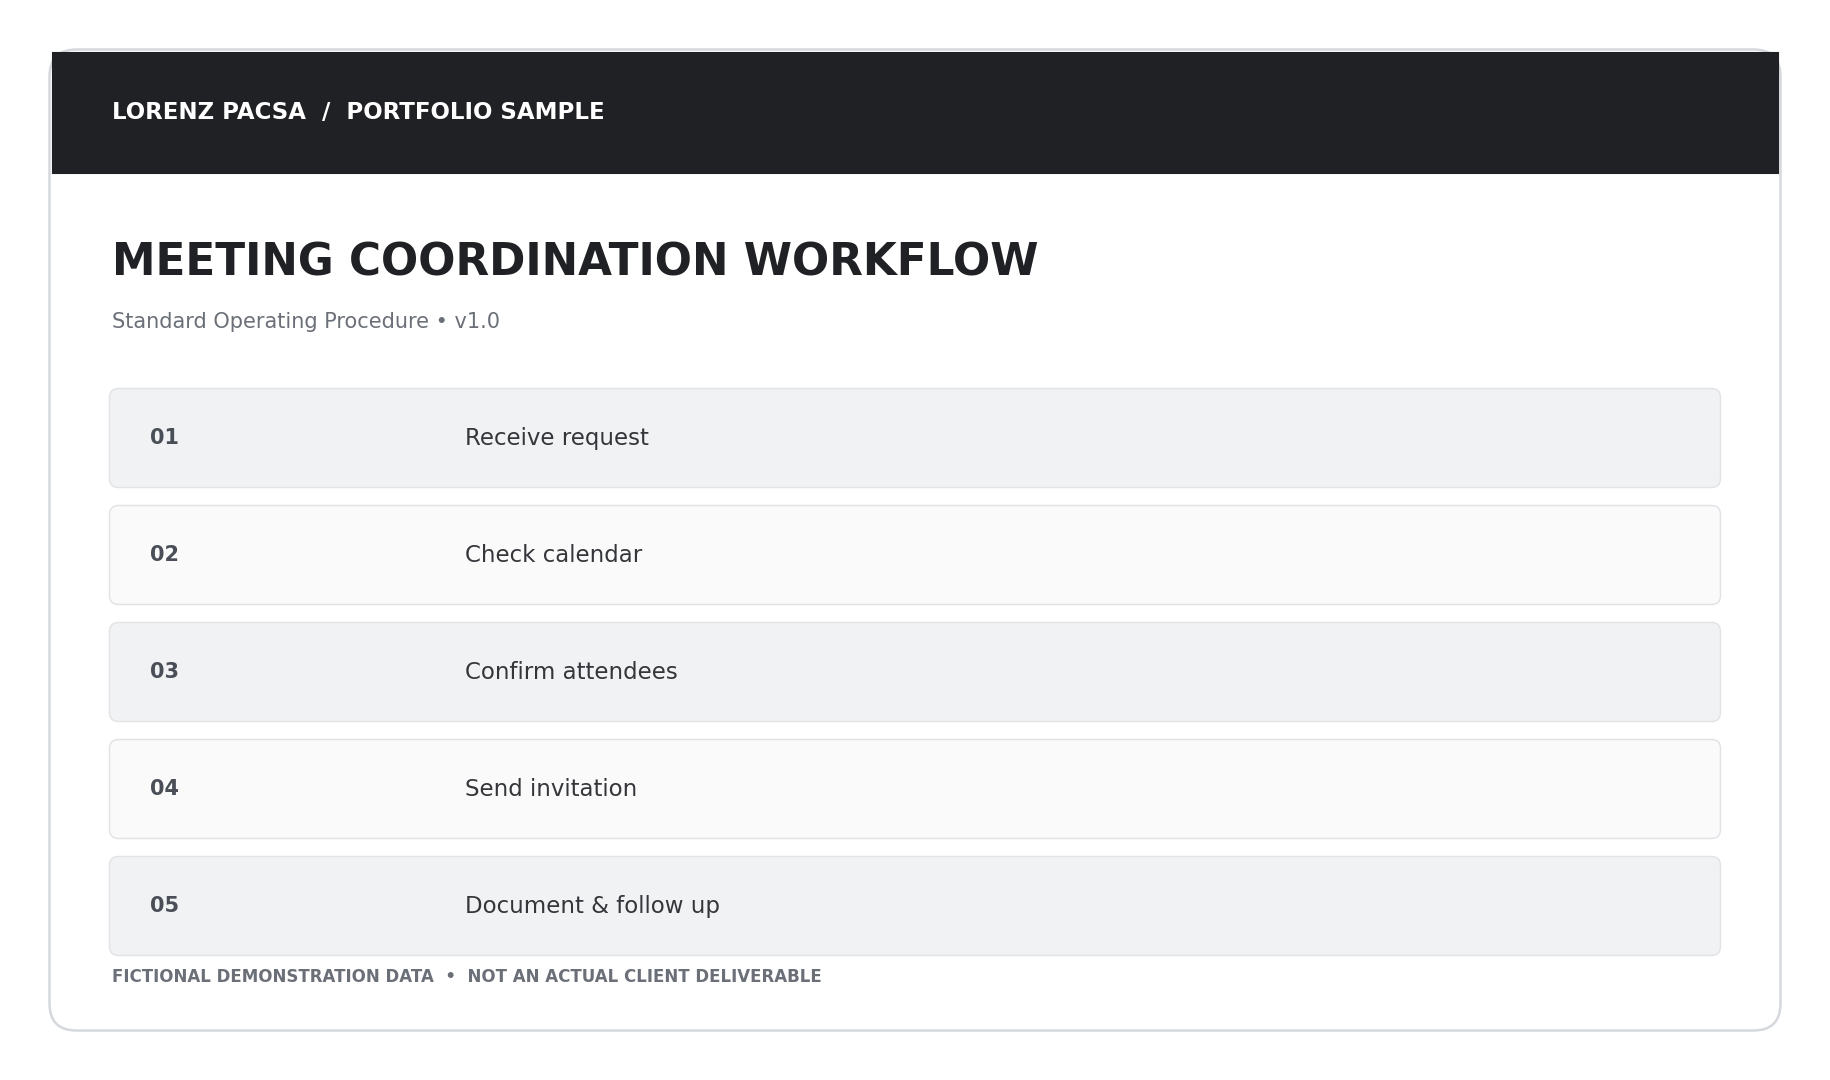 LORENZ PACSA / PORTFOLIO SAMPLE
MEETING COORDINATION WORKFLOW
Standard Operating Procedure • v1.0
01 Receive request
02 Check calendar
03 Confirm attendees
04 Send invitation
05 Document & follow up
FICTIONAL DEMONSTRATION DATA • NOT AN ACTUAL CLIENT DELIVERABLE